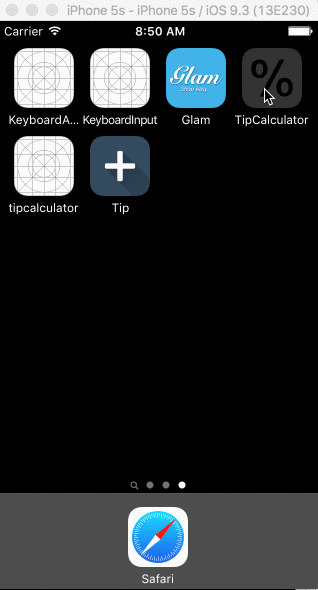 iPhone 5s - iPhone 5s / iOS 9.3 (13E230)
Carrier 8:50 AM
Glam
Shop easy.
%
KeyboardA... KeyboardInput Glam TipCalculator
tipcalculator Tip
Safari